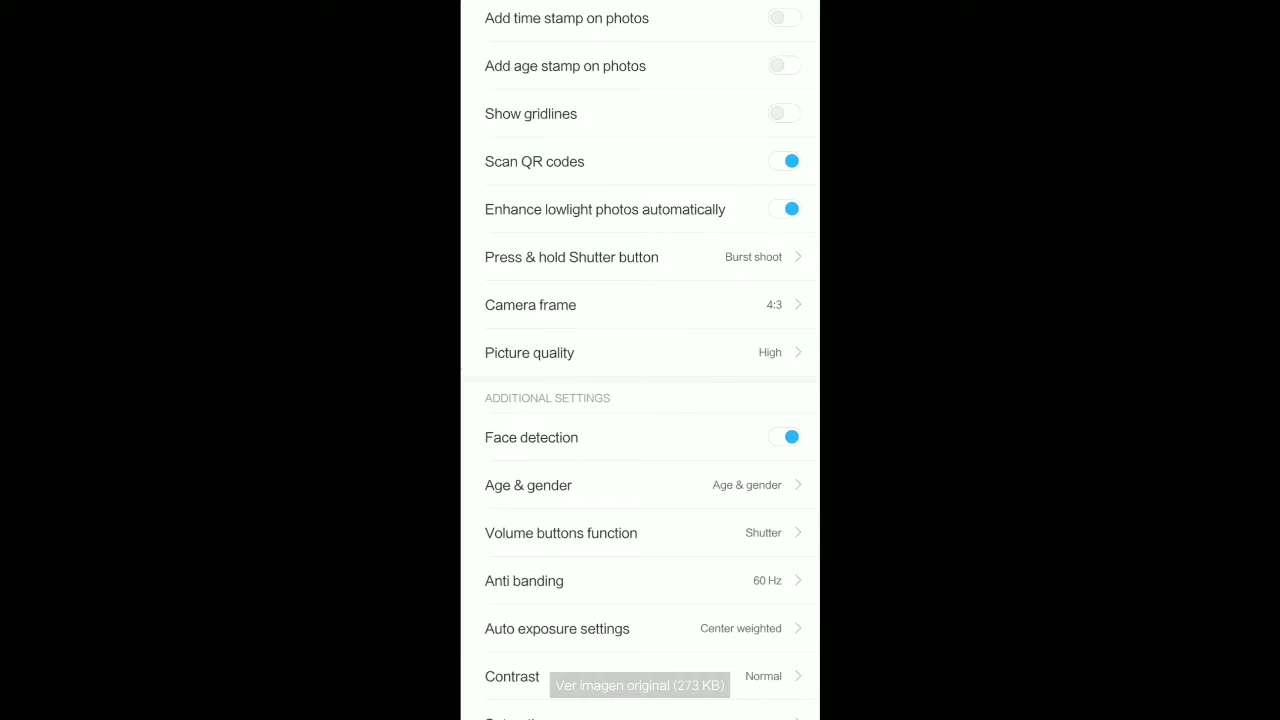 Add time stamp on photos
Add age stamp on photos
Show gridlines
Scan QR codes
Enhance lowlight photos automatically
Press & hold Shutter button Burst shoot
Camera frame 4:3
Picture quality High
ADDITIONAL SETTINGS
Face detection
Age & gender Age & gender
Volume buttons function Shutter
Anti banding 60 Hz
Auto exposure settings Center weighted
Contrast Normal
Ver imagen original (273 KB)